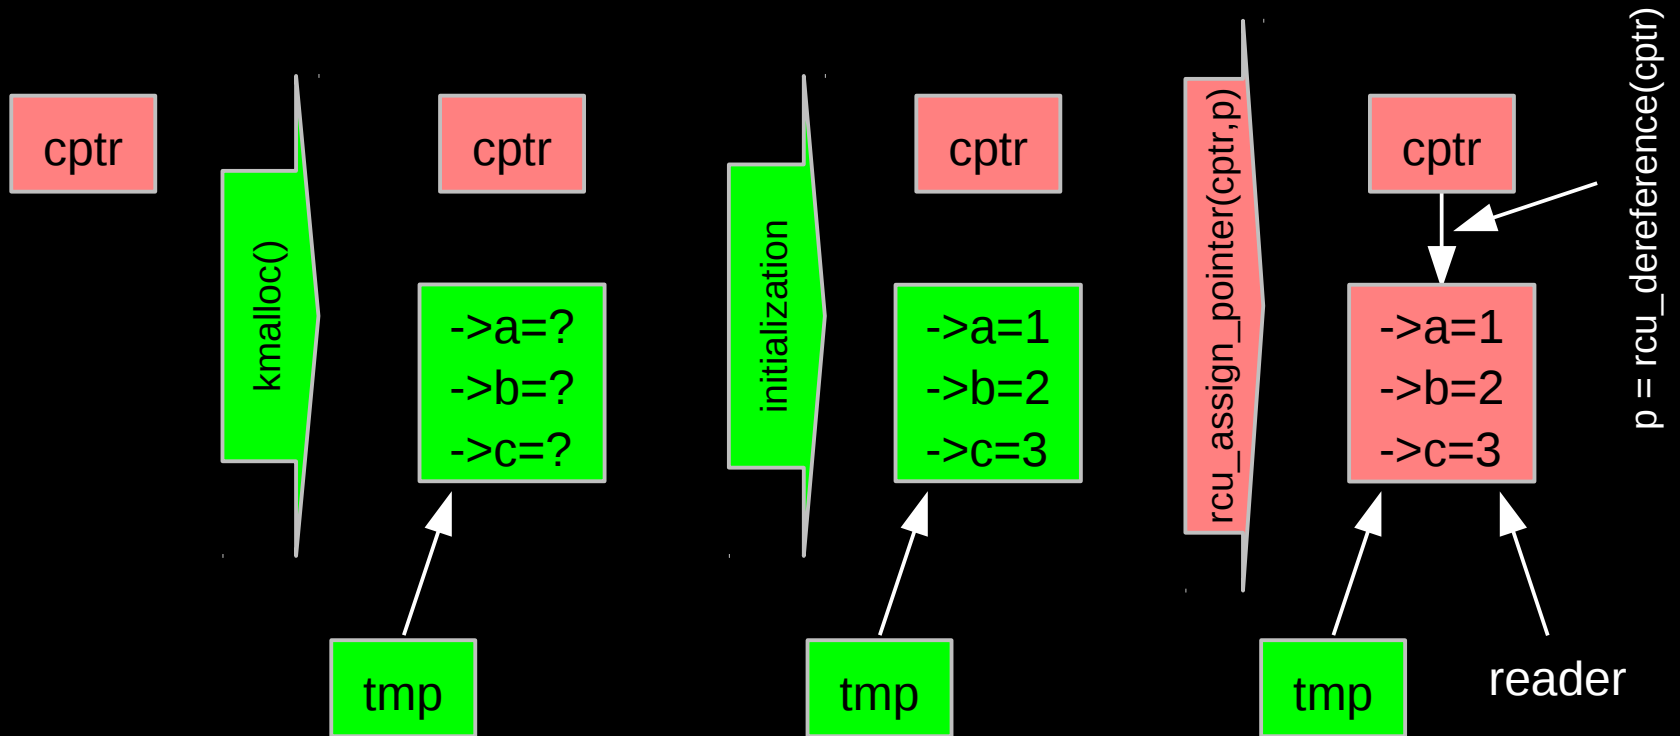 cptr
kmalloc()
cptr
->a=?
->b=?
->c=?
tmp
initialization
cptr
->a=1
->b=2
->c=3
tmp
rcu_assign_pointer(cptr,p)
cptr
->a=1
->b=2
->c=3
tmp
reader
p = rcu_dereference(cptr)